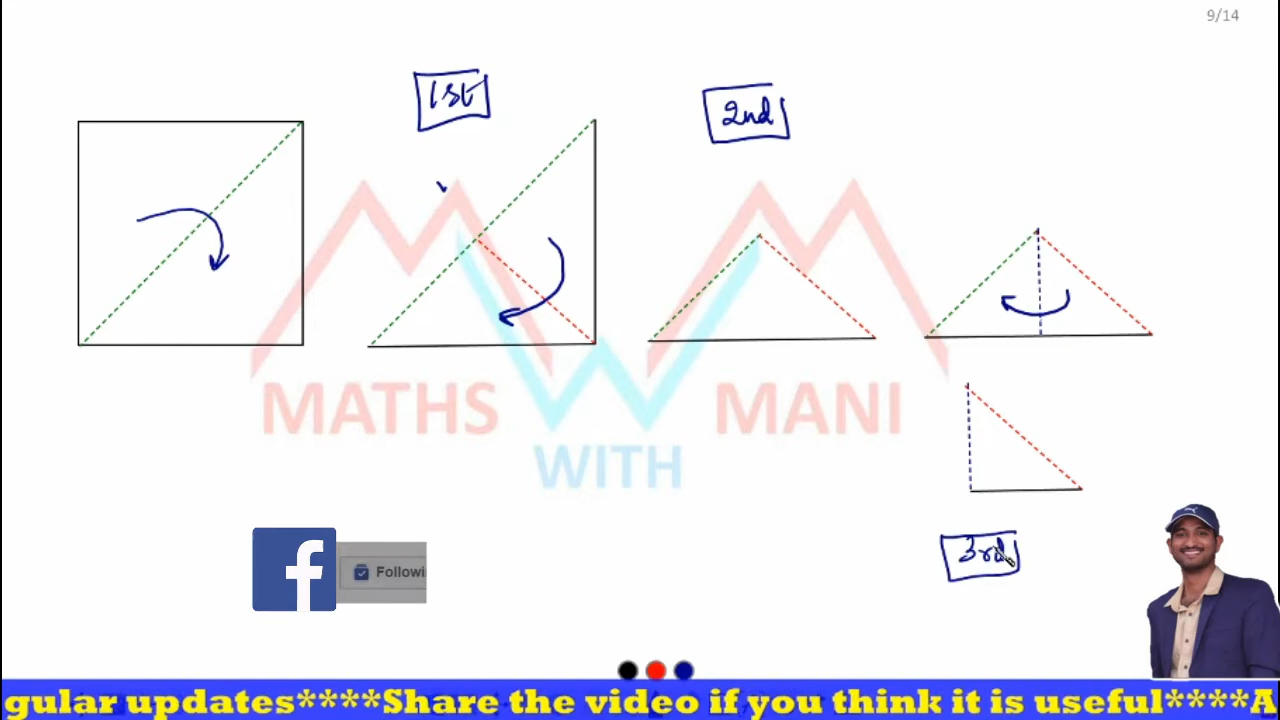 9/14
1st
2nd
MATHS
WITH
MANI
f
Followi
3rd
gular updates****Share the video if you think it is useful****A